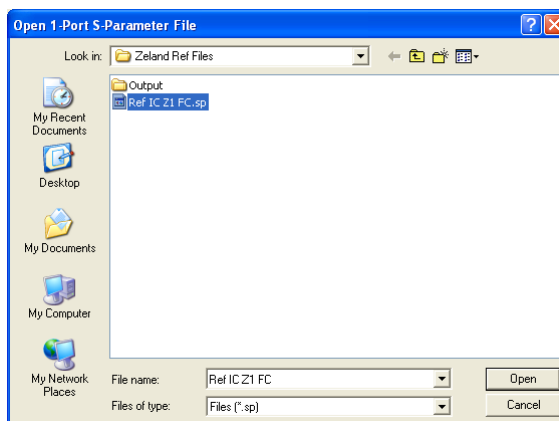 Open 1-Port S-Parameter File
Look in: Zeland Ref Files
Output
Ref IC Z1 FC.sp
My Recent
Documents
Desktop
My Documents
My Computer
My Network
Places
File name: Ref IC Z1 FC Open
Files of type: Files (*.sp) Cancel